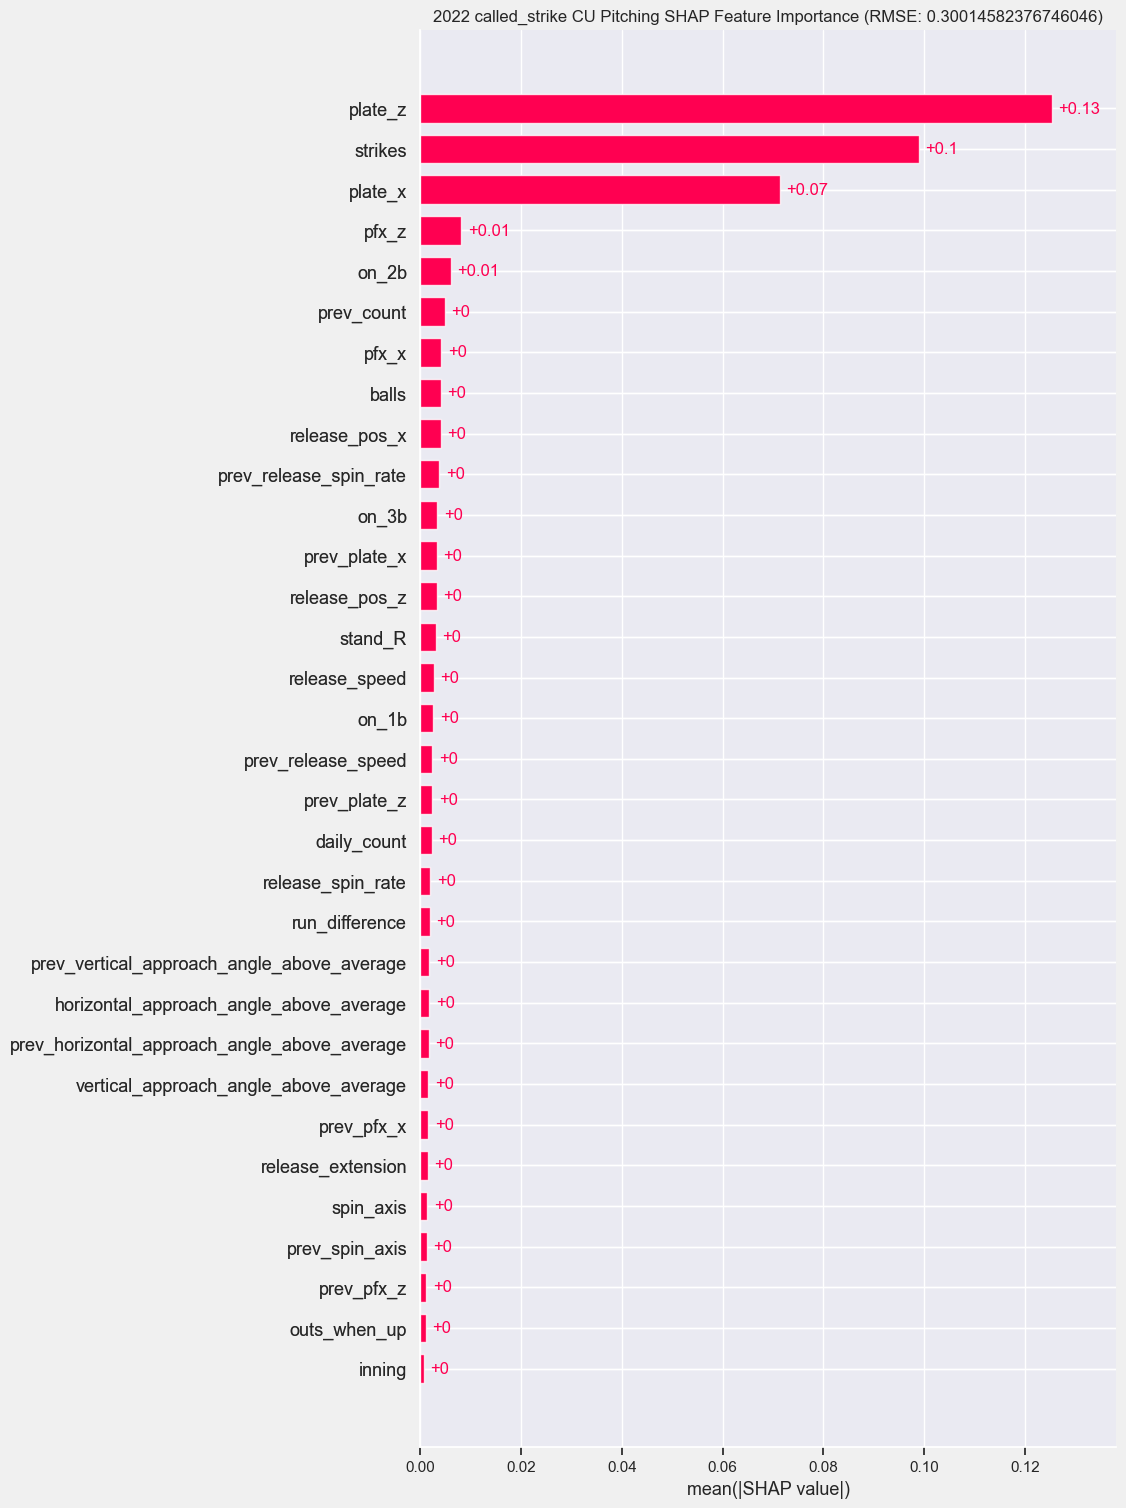 2022 called_strike CU Pitching SHAP Feature Importance (RMSE: 0.30014582376746046)
plate_z +0.13
strikes +0.1
plate_x +0.07
pfx_z +0.01
on_2b +0.01
prev_count +0
pfx_x +0
balls +0
release_pos_x +0
prev_release_spin_rate +0
on_3b +0
prev_plate_x +0
release_pos_z +0
stand_R +0
release_speed +0
on_1b +0
prev_release_speed +0
prev_plate_z +0
daily_count +0
release_spin_rate +0
run_difference +0
prev_vertical_approach_angle_above_average +0
horizontal_approach_angle_above_average +0
prev_horizontal_approach_angle_above_average +0
vertical_approach_angle_above_average +0
prev_pfx_x +0
release_extension +0
spin_axis +0
prev_spin_axis +0
prev_pfx_z +0
outs_when_up +0
inning +0
0.00 0.02 0.04 0.06 0.08 0.10 0.12
mean(|SHAP value|)